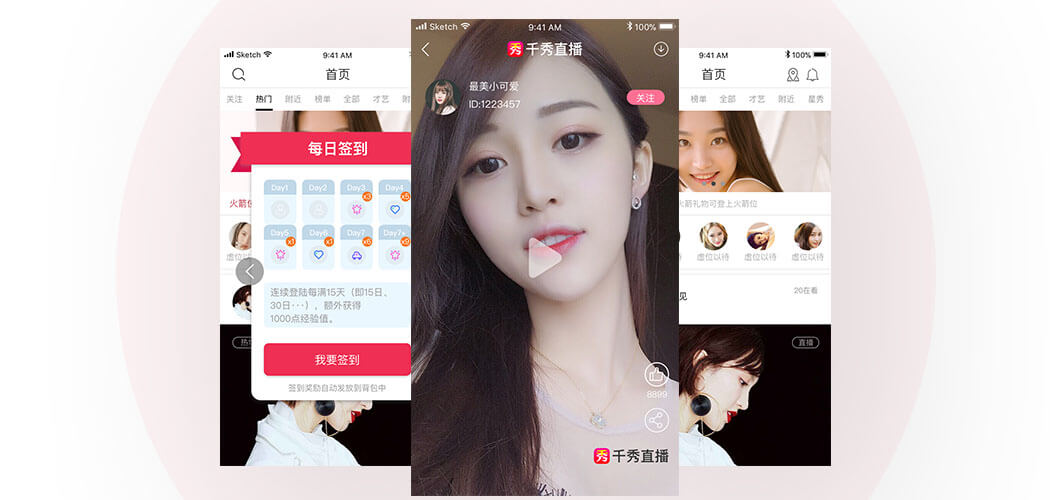 Sketch
9:41 AM
首页
关注 热门 附近 榜单 全部 才艺
每日签到
Day1 Day2 Day3 Day4
x3
x5
Day5 Day6 Day7 Day7+
x1 x1 x6 x9
火箭位
虚位以待
连续登陆每满15天（即15日、
30日···），额外获得
1000点经验值。
我要签到
签到奖励自动发放到背包中
Sketch
9:41 AM
100%
秀 千秀直播
最美小可爱
ID:1223457
关注
8899
秀 千秀直播
9:41 AM
100%
首页
榜单 全部 才艺 附近 星秀
火箭礼物可登上火箭位
虚位以待 虚位以待
见
20在看
直播